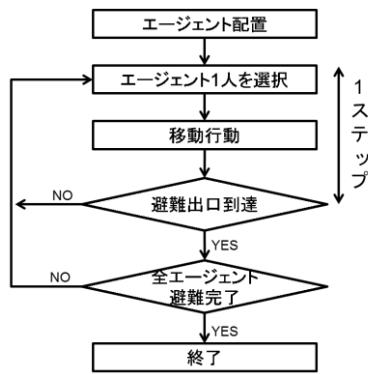 エージェント配置
エージェント1人を選択
移動行動
避難出口到達
NO
YES
全エージェント
避難完了
NO
YES
終了
1ステップ